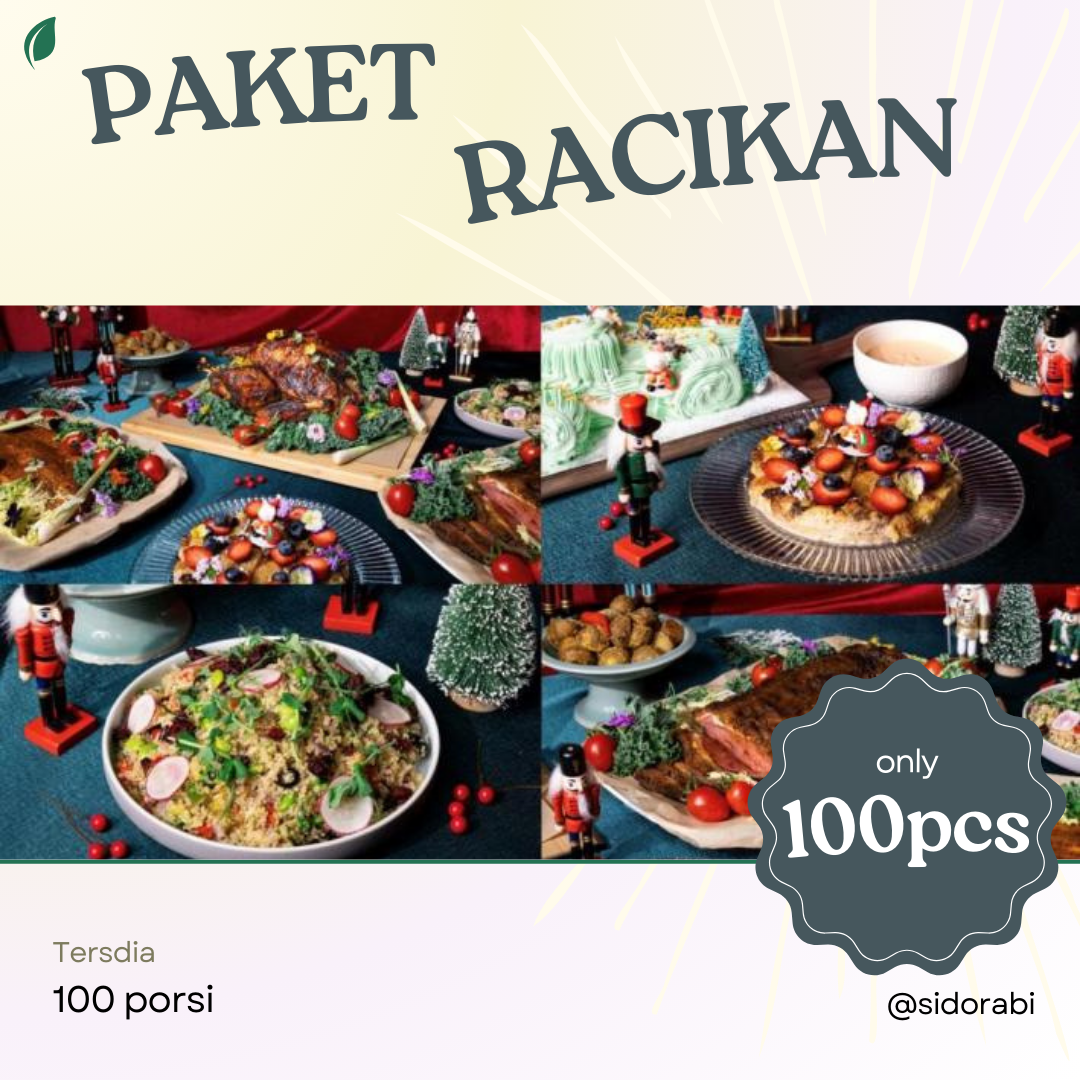 PAKET
RACIKAN
only
100pcs
Tersdia
100 porsi
@sidorabi